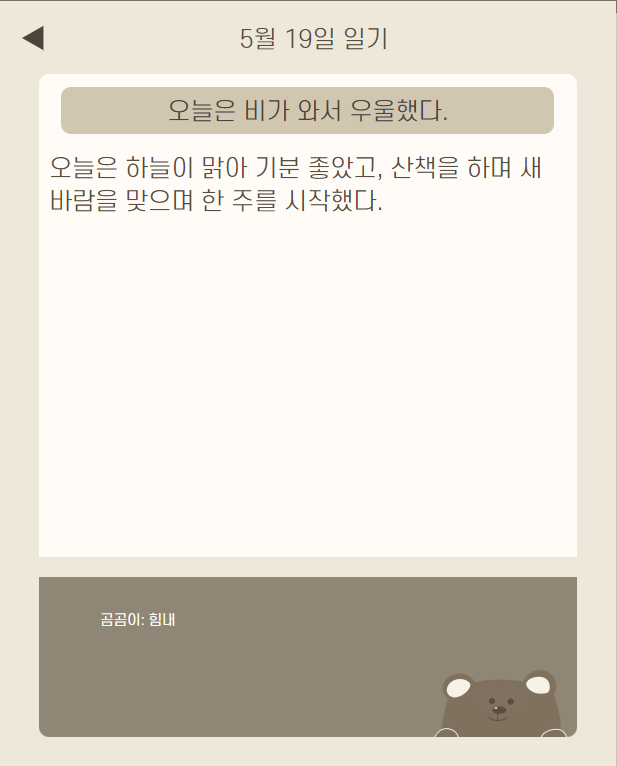 5월 19일 일기
오늘은 비가 와서 우울했다.
오늘은 하늘이 맑아 기분 좋았고, 산책을 하며 새
바람을 맞으며 한 주를 시작했다.
곰곰이: 힘내